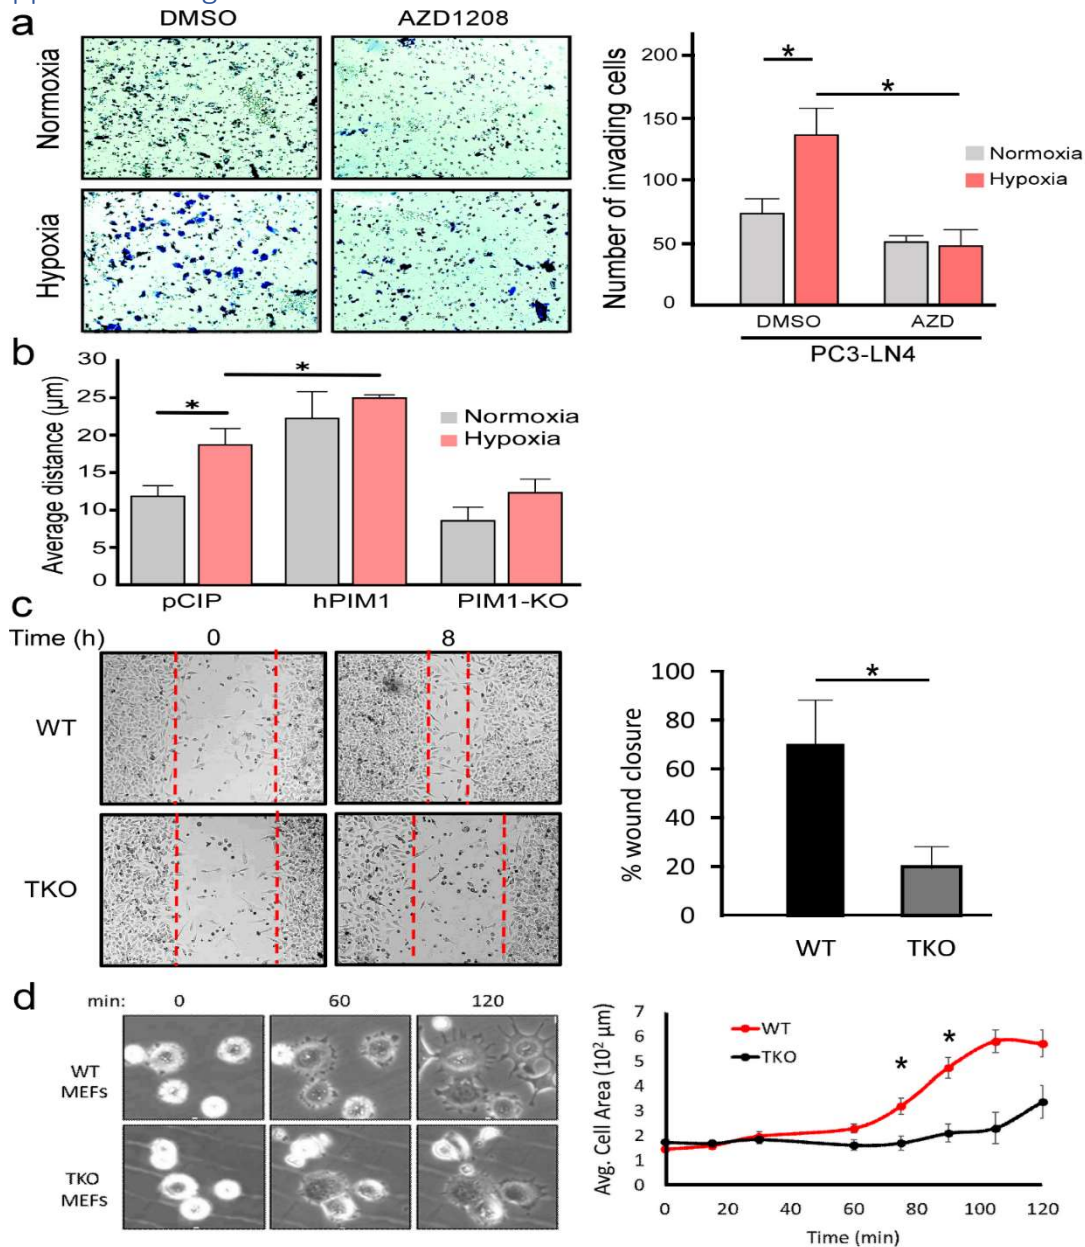 a
DMSO AZD1208
Normoxia
Hypoxia
Number of invading cells
200
150
100
50
0
*
*
Normoxia
Hypoxia
DMSO AZD
PC3-LN4
b
Average distance (µm)
30
25
20
15
10
5
0
*
*
Normoxia
Hypoxia
pCIP hPIM1 PIM1-KO
c
Time (h) 0 8
WT
TKO
% wound closure
100
80
60
40
20
0
*
WT TKO
d
min: 0 60 120
WT
MEFs
TKO
MEFs
Avg. Cell Area (10² µm)
7
6
5
4
3
2
1
0
WT
TKO
* *
0 20 40 60 80 100 120
Time (min)